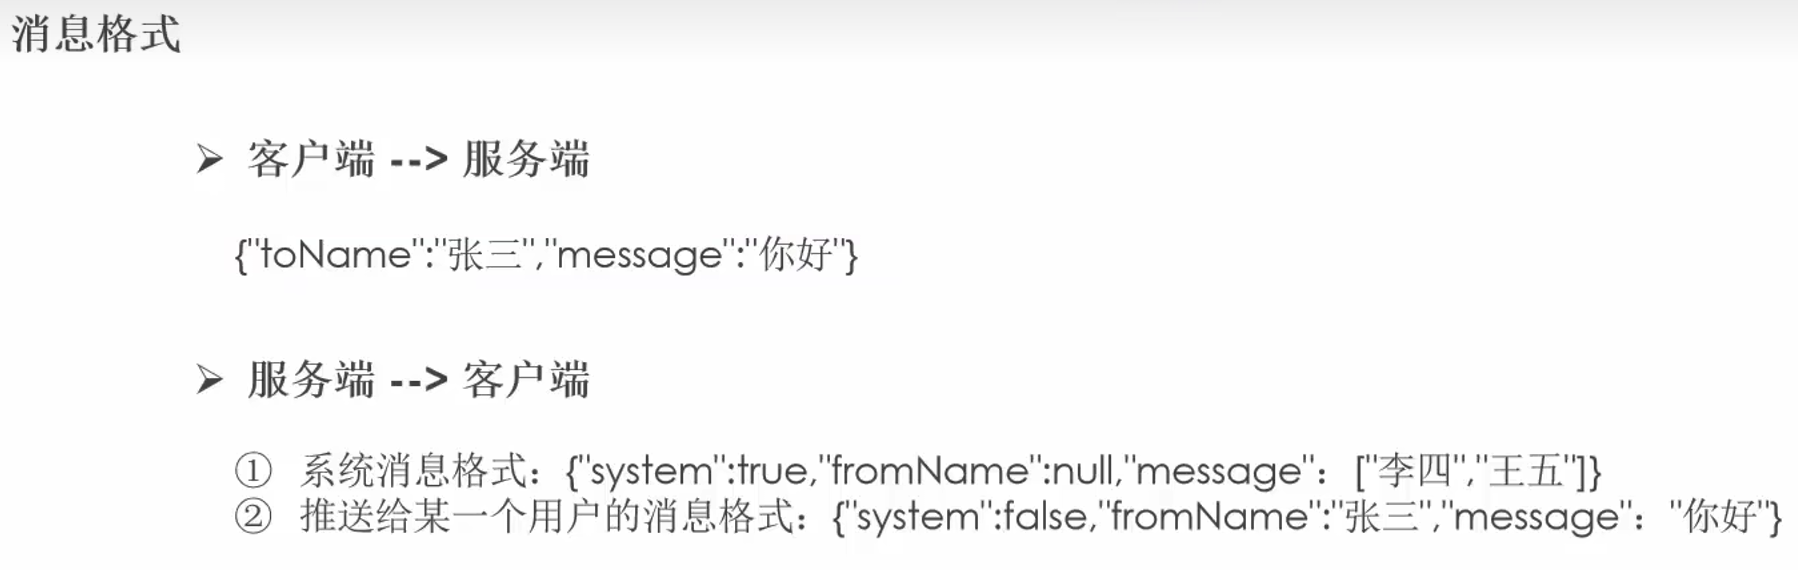 消息格式
➢ 客户端 --> 服务端
{"toName":"张三","message":"你好"}
➢ 服务端 --> 客户端
① 系统消息格式：{"system":true,"fromName":null,"message"：["李四","王五"]}
② 推送给某一个用户的消息格式：{"system":false,"fromName":"张三","message"："你好"}